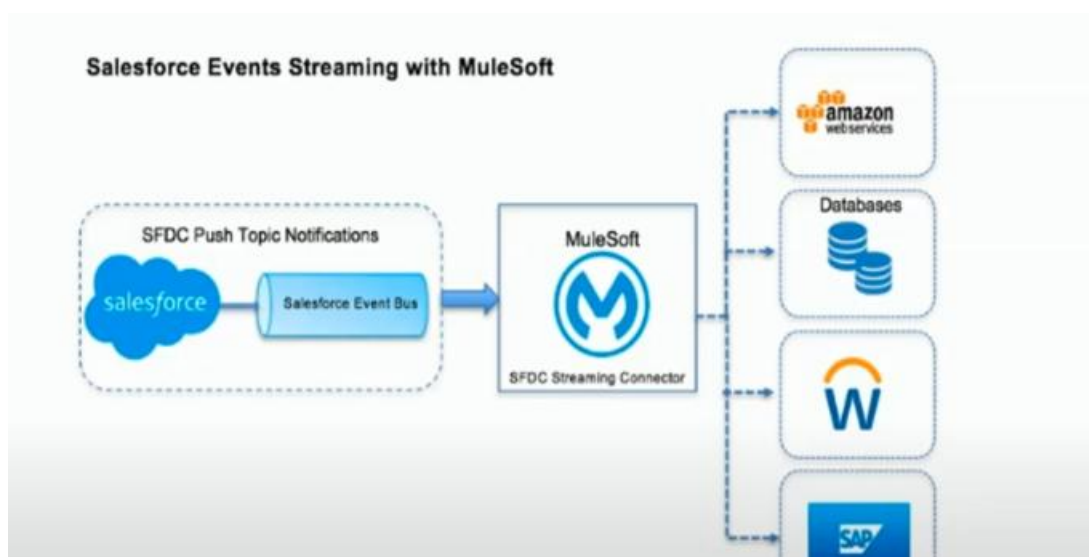 Salesforce Events Streaming with MuleSoft
SFDC Push Topic Notifications
salesforce
Salesforce Event Bus
MuleSoft
SFDC Streaming Connector
amazon
webservices
Databases
W
SAP